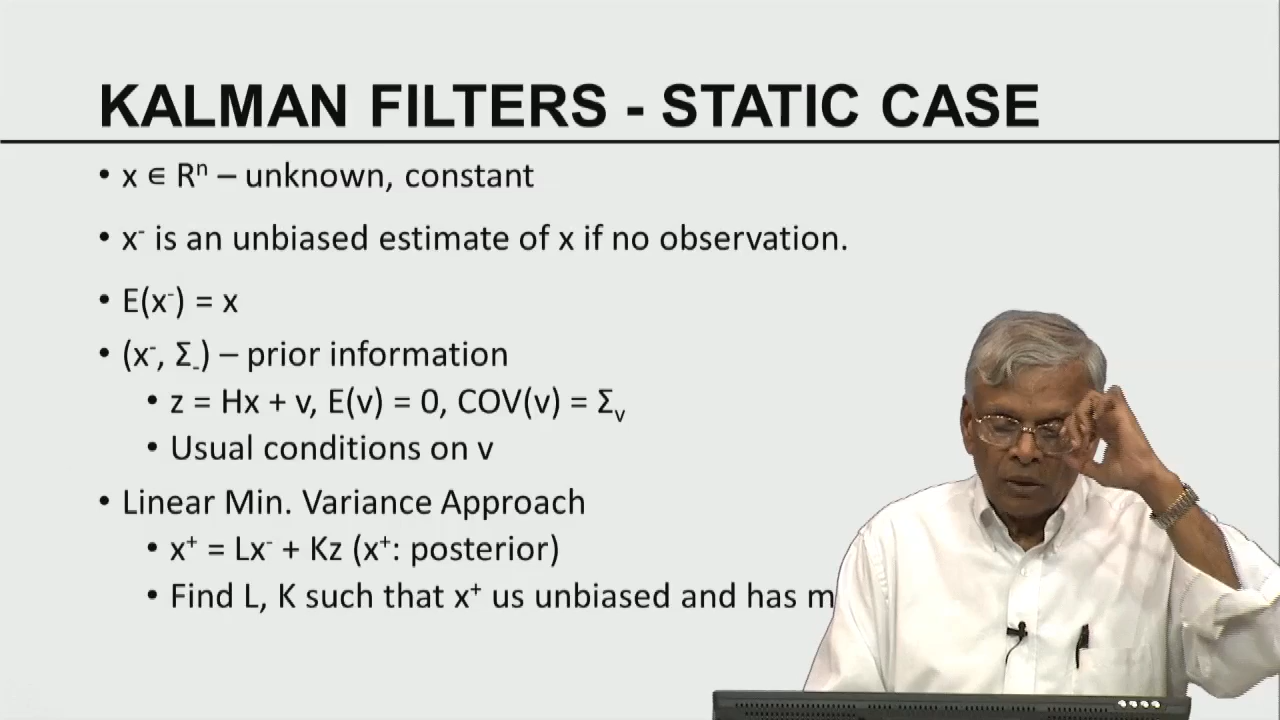 KALMAN FILTERS - STATIC CASE
• x ∈ Rⁿ – unknown, constant
• x⁻ is an unbiased estimate of x if no observation.
• E(x⁻) = x
• (x⁻, Σ₋) – prior information
• z = Hx + v, E(v) = 0, COV(v) = Σᵥ
• Usual conditions on v
• Linear Min. Variance Approach
• x⁺ = Lx⁻ + Kz (x⁺: posterior)
• Find L, K such that x⁺ us unbiased and has